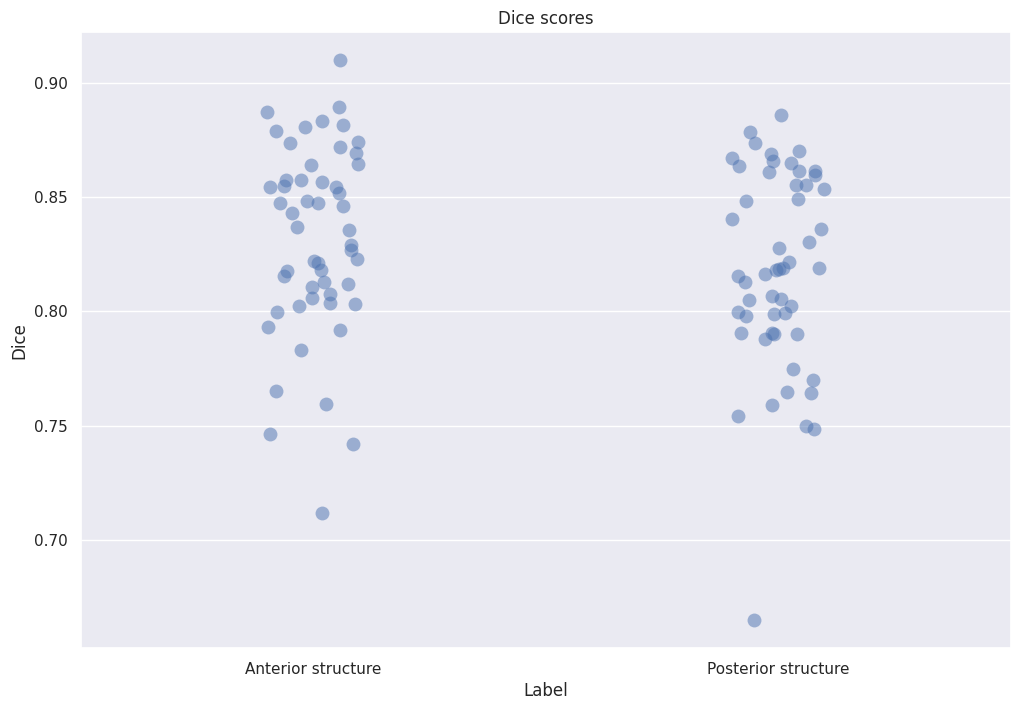 Dice scores
0.90
0.85
0.80
0.75
0.70
Dice
Anterior structure
Posterior structure
Label